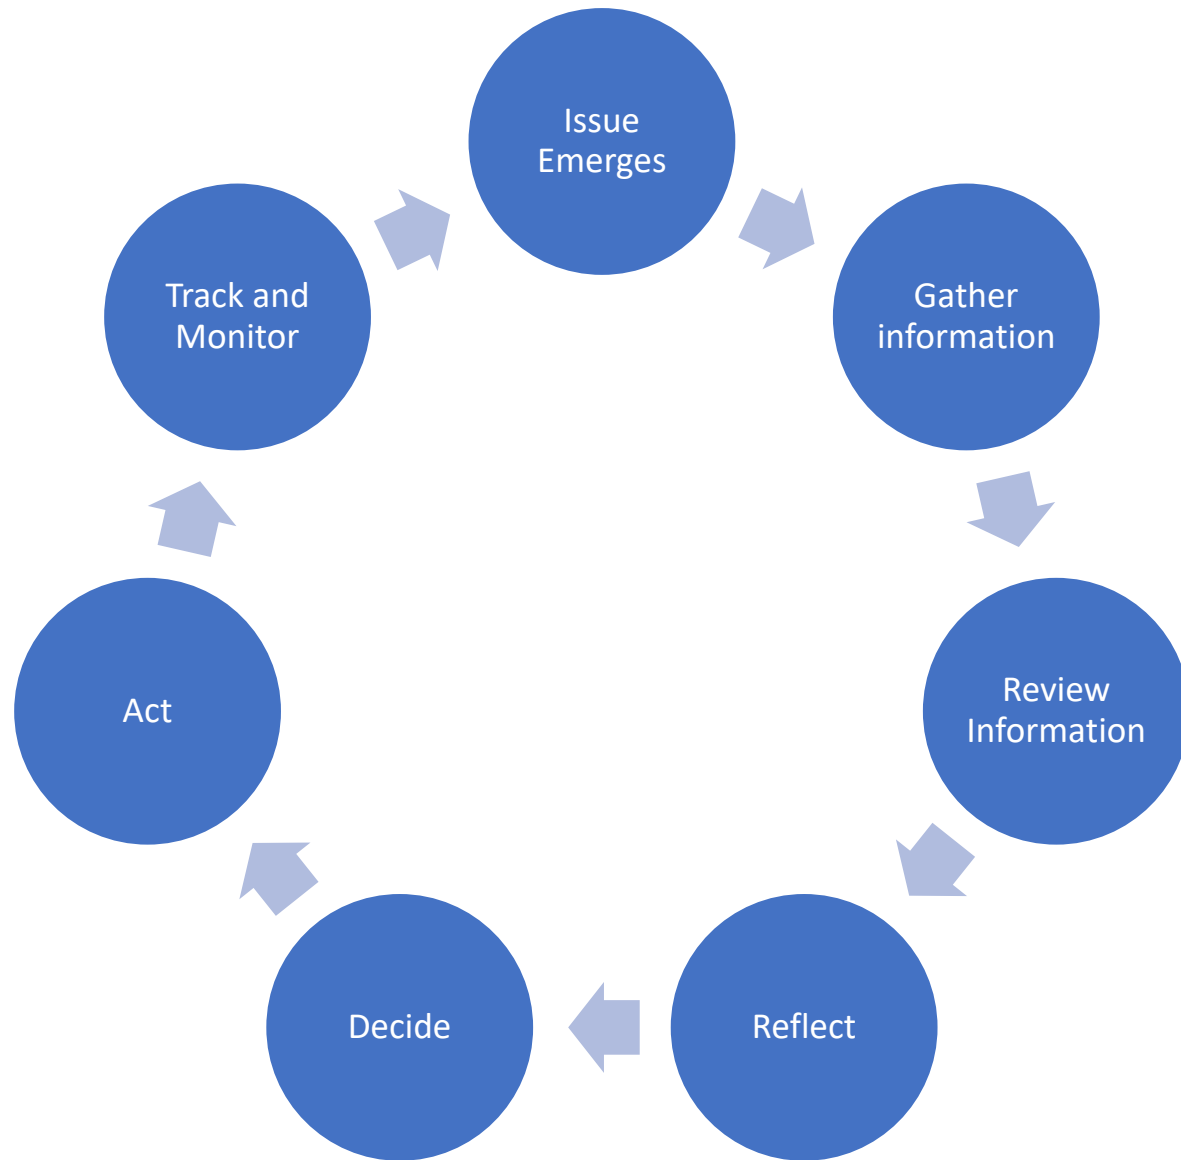 Issue
Emerges
Gather
information
Review
Information
Reflect
Decide
Act
Track and
Monitor